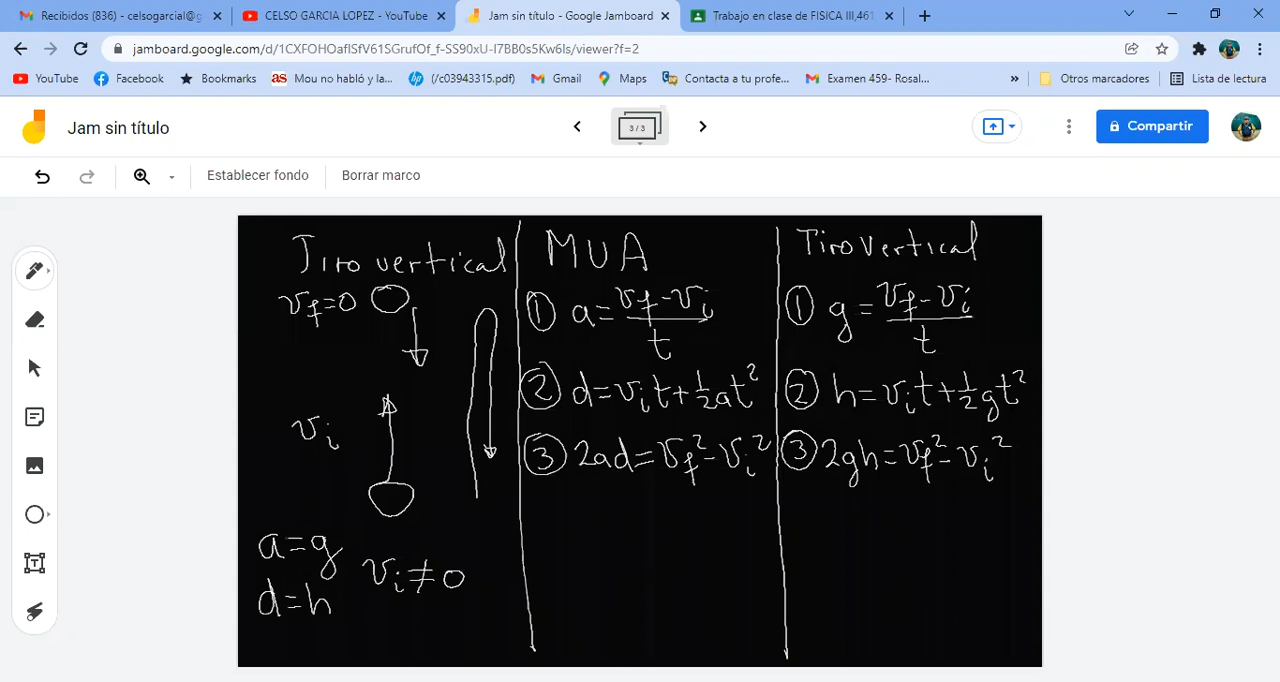 Recibidos (836) - celsogarcial@g
CELSO GARCIA LOPEZ - YouTube
Jam sin título - Google Jamboard
Trabajo en clase de FISICA III,461
jamboard.google.com/d/1CXFOHOaflSfV61SGrufOf_f-SS90xU-I7BB0s5Kw6ls/viewer?f=2
YouTube
Facebook
Bookmarks
as Mou no habló y la...
hp (/c03943315.pdf)
Gmail
Maps
Contacta a tu profe...
Examen 459- Rosal...
»
Otros marcadores
Lista de lectura
Jam sin título
3 / 3
Compartir
Establecer fondo
Borrar marco
Tiro vertical
vf=0
vi
a=g
d=h
vi≠0
MUA
① a=(vf-vi)/t
② d=vit+½at²
③ 2ad=vf²-vi²
Tiro vertical
① g=(vf-vi)/t
② h=vit+½gt²
③ 2gh=vf²-vi²